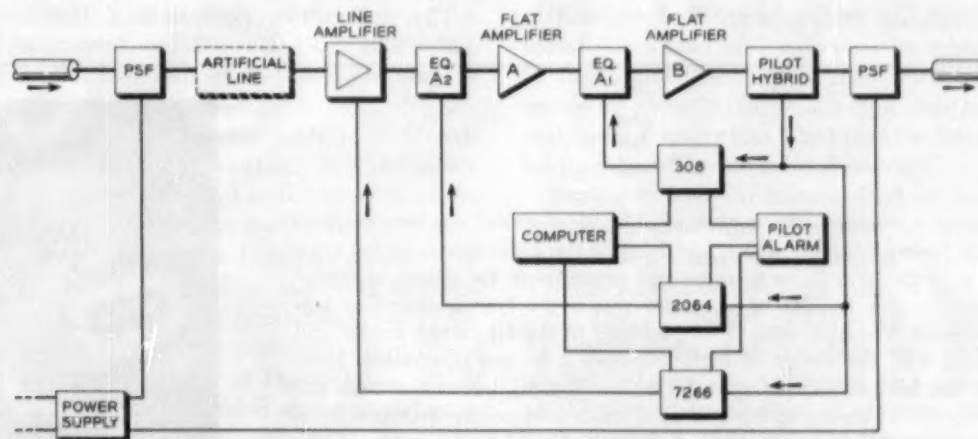 LINE
AMPLIFIER
FLAT
AMPLIFIER
FLAT
AMPLIFIER
PSF
ARTIFICIAL
LINE
EQ.
A2
A
EQ.
A1
B
PILOT
HYBRID
PSF
308
COMPUTER
PILOT
ALARM
2064
7266
POWER
SUPPLY